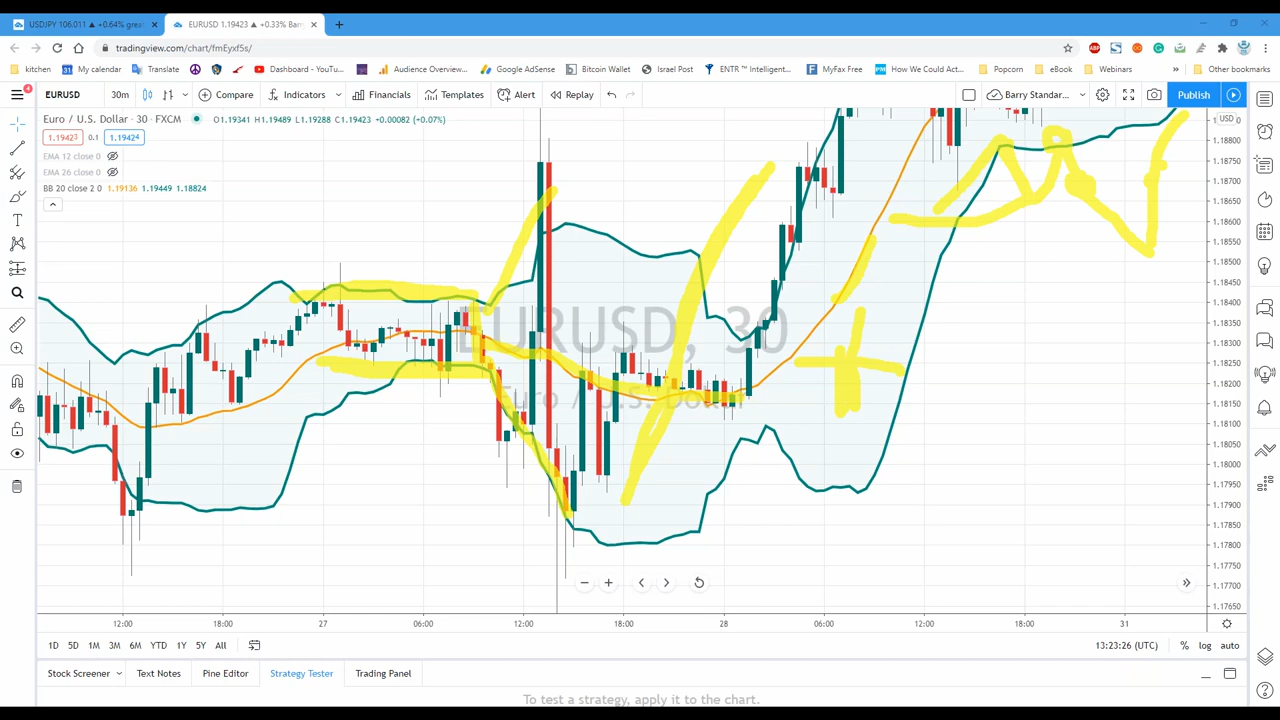 USDJPY 106.011 ▲ +0.64% grea
EURUSD 1.19423 ▲ +0.33% Barr
tradingview.com/chart/fmEyxf5s/
kitchen
31 My calendar
Translate
Dashboard - YouTu...
Audience Overview...
Google AdSense
Bitcoin Wallet
Israel Post
ENTR ™ Intelligent...
MyFax Free
How We Could Act...
Popcorn
eBook
Webinars
»
Other bookmarks
4
EURUSD
30m
Compare
Indicators
Financials
Templates
Alert
Replay
Barry Standar...
Publish
Euro / U.S. Dollar · 30 · FXCM
O1.19341 H1.19489 L1.19288 C1.19423 +0.00082 (+0.07%)
1.19423 0.1 1.19424
EMA 12 close 0
EMA 26 close 0
BB 20 close 2 0 1.19136 1.19449 1.18824
EURUSD, 30
Euro / U.S. Dollar
USD
1.18800
1.18750
1.18700
1.18650
1.18600
1.18550
1.18500
1.18450
1.18400
1.18350
1.18300
1.18250
1.18200
1.18150
1.18100
1.18050
1.18000
1.17950
1.17900
1.17850
1.17800
1.17750
1.17700
1.17650
12:00 18:00 27 06:00 12:00 18:00 28 06:00 12:00 18:00 31
1D 5D 1M 3M 6M YTD 1Y 5Y All
13:23:26 (UTC) % log auto
Stock Screener Text Notes Pine Editor Strategy Tester Trading Panel
To test a strategy, apply it to the chart.